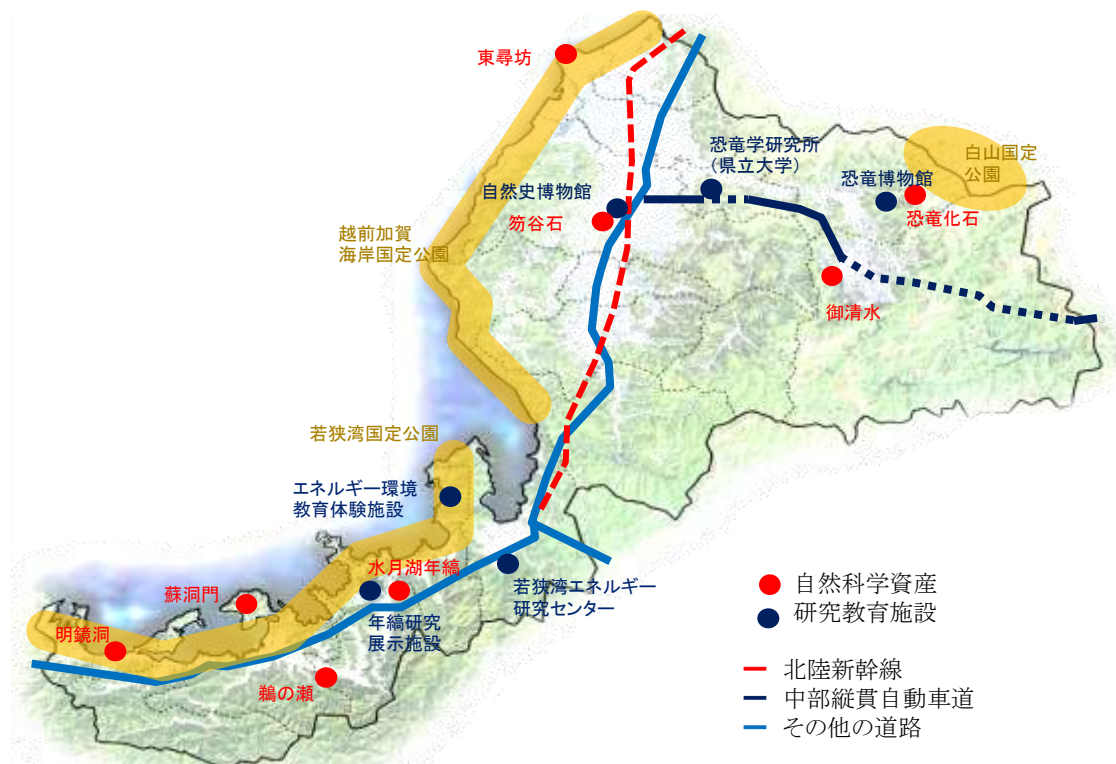 東尋坊
恐竜学研究所
（県立大学）
白山国定
公園
恐竜博物館
自然史博物館
恐竜化石
笏谷石
越前加賀
海岸国定公園
御清水
若狭湾国定公園
エネルギー環境
教育体験施設
水月湖年縞
若狭湾エネルギー
研究センター
蘇洞門
年縞研究
展示施設
明鏡洞
鵜の瀬
自然科学資産
研究教育施設
北陸新幹線
中部縦貫自動車道
その他の道路